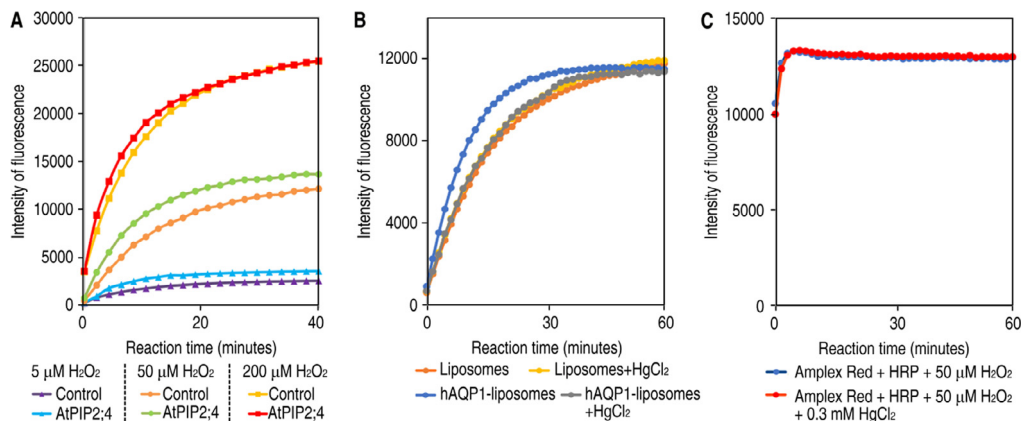 A
Intensity of fluorescence
30000
25000
20000
15000
10000
5000
0
0 20 40
Reaction time (minutes)
5 µM H2O2 50 µM H2O2 200 µM H2O2
Control Control Control
AtPIP2;4 AtPIP2;4 AtPIP2;4
B
Intensity of fluorescence
12000
8000
4000
0
0 30 60
Reaction time (minutes)
Liposomes Liposomes+HgCl2
hAQP1-liposomes hAQP1-liposomes
+HgCl2
C
Intensity of fluorescence
15000
10000
5000
0
0 30 60
Reaction time (minutes)
Amplex Red + HRP + 50 µM H2O2
Amplex Red + HRP + 50 µM H2O2
+ 0.3 mM HgCl2